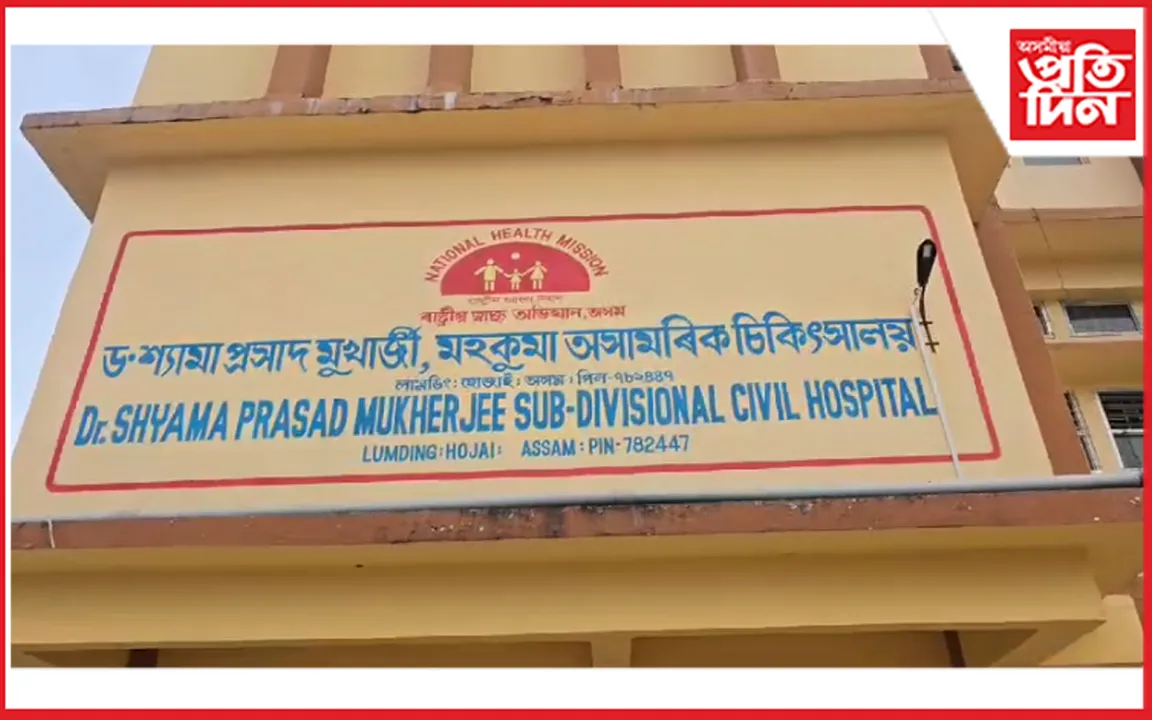 অসমীয়া
প্ৰতি
দিন
NATIONAL HEALTH MISSION
ৰাষ্ট্ৰীয় স্বাস্থ্য অভিযান, অসম
ড° শ্যামা প্ৰসাদ মুখাৰ্জী, মহকুমা অসামৰিক চিকিৎসালয়
লামডিং : হোজাই : অসম : পিন-৭৮২৪৪৭
Dr. SHYAMA PRASAD MUKHERJEE SUB-DIVISIONAL CIVIL HOSPITAL
LUMDING : HOJAI : ASSAM : PIN-782447